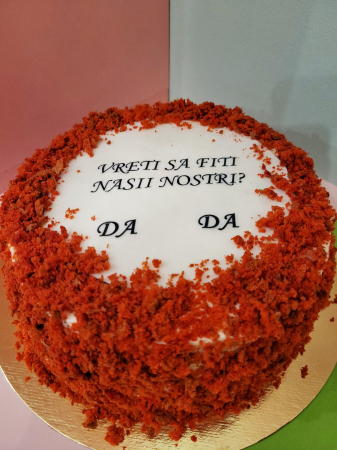 VRETI SA FITI
NASII NOSTRI?
DA DA